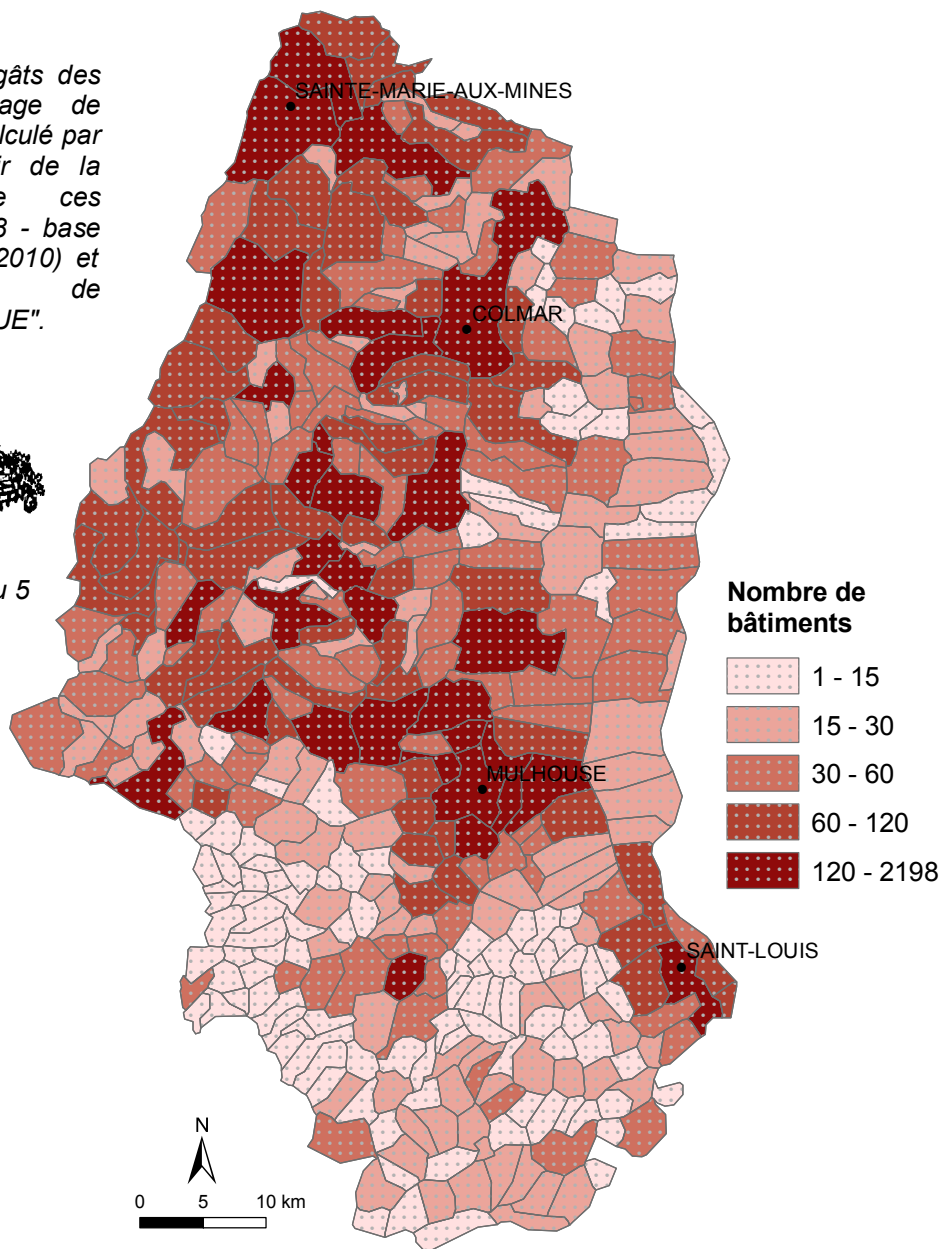 gâts des
age de
lculé par
ir de la
e ces
3 - base
2010) et
de
UE".
u 5
SAINTE-MARIE-AUX-MINES
COLMAR
MULHOUSE
SAINT-LOUIS
Nombre de
bâtiments
1 - 15
15 - 30
30 - 60
60 - 120
120 - 2198
N
0 5 10 km